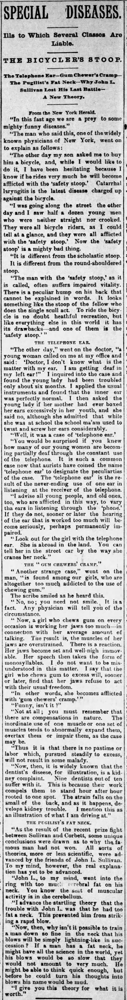 SPECIAL DISEASES.
Ills to Which Several Classes Are
Liable.
THE BICYCLER'S STOOP.
The Telephone Ear—Gum Chewer's Cramp—
The Pugilist's Fat Neck—Why John L.
Sullivan Lost His Last Battle—
A New Theory.
From the New York Herald.
"In this fast age we are a prey to some
mighty funny diseases."
"The man who said this, one of the widely
known physicians of New York, went on
to explain as follows:
"The other day my son asked me to buy
him a bicycle, and, while I would like to
do it, I have been hesitating because I
know if he rides very much he will become
afflicted with the 'safety stoop.' Catarrhal
laryngitis is the latest disease charged up
against the bicycle.
"I was going along the street the other
day and I saw half a dozen young men
who were neither straight nor crooked.
They were all bicycle riders, as I could
tell at a glance, and they were all afflicted
with the 'safety stoop.' Now the 'safety
stoop' is a mighty bad thing.
"It is different from the scholastic stoop.
It is different from the round-shouldered
stoop.
"The man with the 'safety stoop,' as it
is called, often suffers impaired vitality.
There is a peculiar hump on his back that
cannot be explained in words. It looks
something like the stoop of the fellow who
does the single scull act. To ride the bicy-
cle is no doubt heathful recreation, but
like everything else in this world it has
its drawbacks—and one of them is the
'safety stoop.'"
THE TELEPHONE EAR.
"The other day," went on the doctor, "a
young woman called on me at my office and
said: 'Doctor, I don't know what is the
matter with my ear. I am getting deaf in
my left ear!" I inquired into the case and
found the young lady had been troubled
only about six months. I applied the usual
instruments and found that the inner ear
was perfectly normal. I then asked the
young lady if her mother had ever boxed
her ears excessively in her youth, and she
said no, although she admitted that while
she was at school the school ma'am used to
twist and screw her ears considerably.
"Well, it was a case of 'telephone ear.'
"You would be surprised if you knew
how many of our young women are becom-
ing partially deaf through the constant use
of the telephone. It is such a common
case now that aurists have coined the name
'telephone ear' to designate the peculiarties
of the case. The 'telephone ear' is the re-
sult of the never-ending use of one ear in
listening at the receiver of the telephone.
"I advise all young people, and old ones,
too, who are afflicted in this way, to vary
tha ears in listening through the 'phone.'
If they do not, sooner or later the hearing
of the ear that is worked too much will be-
come seriously, perhaps permanently im-
paired.
"Look out for the girl with the telephone
ear. She is abroad in the land. You can
tell her in the street car by the way she
cranes her neck."
THE "GUM CHEWERS' CRAMP."
"Another strange case," went on the
man, "is found among our girls, who are
altogether too much addicted to the use of
chewing gum."
The scribe smiled as he heard this.
"No, no; you need not smile. It is a
fact. Any physician will tell you of the
circumstance.
"Now, a girl who chews gum on every
occasion is working her jaws too much—in
connection with her average amount of
talking. The result is, the muscles of her
jaws are overstrained. There is a reaction.
Her jaws become set and well-nigh immov-
able. Her speech then takes the form of
monosyllables. I do not want to be mis-
understood in this matter. I say that the
girl who chews gum to excess will, sooner
or later, find that her jaws refuse to act
with their usual freedom.
"In other words, she becomes afflicted
with 'gum chewers' cramp.'"
"Funny, isn't it?"
"Not at all; you must remember that
there are compensations in nature. The
inordinate use of one muscle or one set of
muscles tends to abnormally expand them,
overtax them or impair them, as the case
may be.
"Thus it is that there is no pastime or
labor which, pursued steadily to excess,
will not result in some malady.
"Now, then, it is widely known that the
dentist's diseese, for illustration, is a kid-
ney complaint. Nine dentists out of ten
suffer with it. This is because their work
compels them to stand hour after hour
rooted to one spot. The strain falls on the
small of the back, and as it happens, de-
velops kidney trouble. I mention this as
an illustration of what I am driving at."
THE PUGILIST'S FAT NECK.
"As the result of the recent prize fight
between Sullivan and Corbett, some unique
conclusions were drawn as to why the fa-
mous man had not won. All sorts of
theories, more or less scientific, were ad-
vanced by the friends of John L. Sullivan.
To my mind, however, the real explana-
tion has yet to be advanced.
"John L., to my mind, went into the
ring with too much fat on his
neck. You know the seat of muscular
activity is in the cerebellum.
"I advance the startling theory that the
trouble with John L. was that he had too
fat a neck. This prevented him from strik-
ing a rapid blow.
"Now, then, why isn't it possible to train
a man down so fine in the neck that his
blows will be simply lightning-like in suc-
cession? If a man has a fat neck, he
might have all the science in the world, yet
his blows would be so slow that they
would not amount to very much. He
might be able to think quick enough, but
before he could turn his thoughts into
blows his name would be mud.
"I give you this theory for what it is
worth."